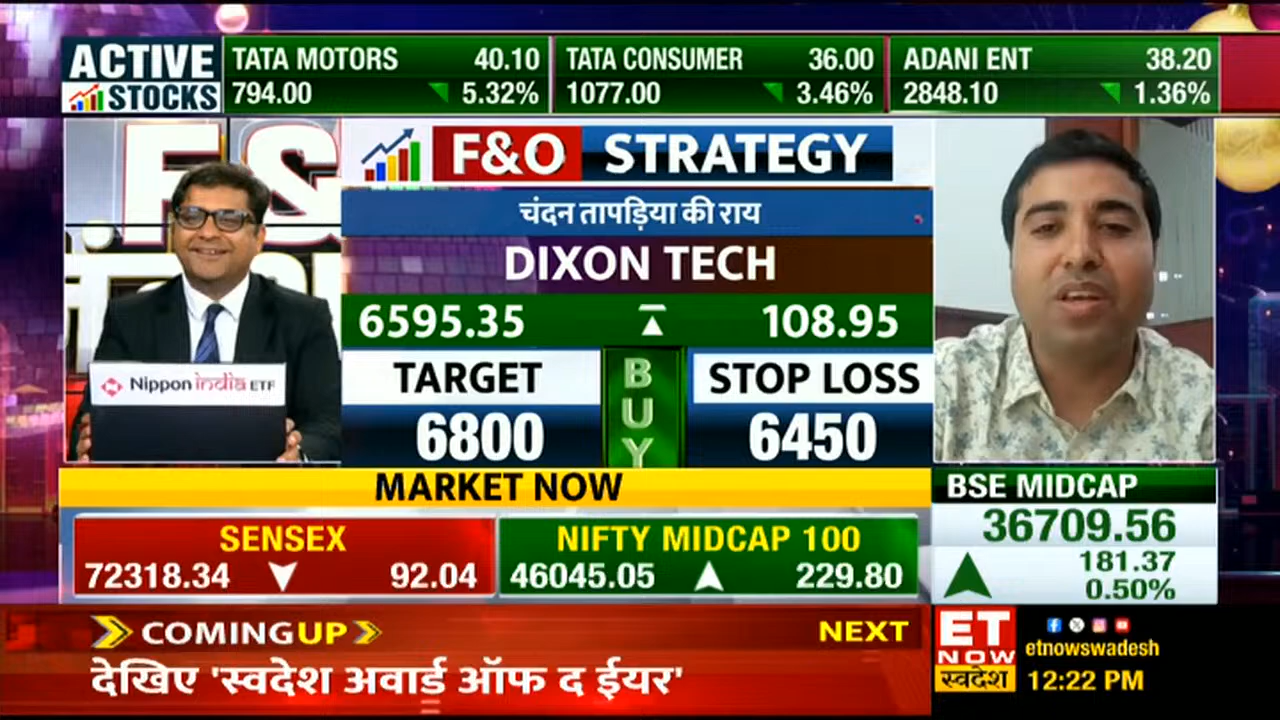 ACTIVE
STOCKS
TATA MOTORS 40.10
794.00 5.32%
TATA CONSUMER 36.00
1077.00 3.46%
ADANI ENT 38.20
2848.10 1.36%
F&
F&O STRATEGY
चंदन तापड़िया की राय
DIXON TECH
6595.35 108.95
TARGET
6800
BUY
STOP LOSS
6450
Nippon india ETF
MARKET NOW
SENSEX
72318.34 92.04
NIFTY MIDCAP 100
46045.05 229.80
BSE MIDCAP
36709.56
181.37
0.50%
COMING UP NEXT
देखिए 'स्वदेश अवार्ड ऑफ द ईयर'
ET
NOW
स्वदेश
etnowswadesh
12:22 PM